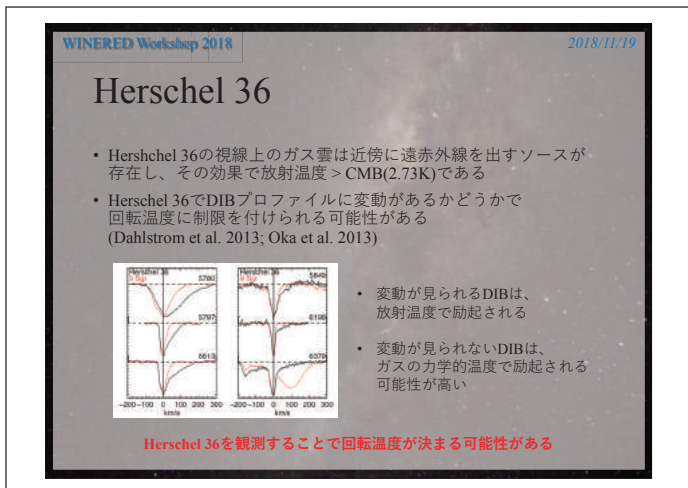 WINERED Workshop 2018
2018/11/19
Herschel 36
• Hershchel 36の視線上のガス雲は近傍に遠赤外線を出すソースが
存在し、その効果で放射温度 > CMB(2.73K)である
• Herschel 36でDIBプロファイルに変動があるかどうかで
回転温度に制限を付けられる可能性がある
(Dahlstrom et al. 2013; Oka et al. 2013)
Herschel 36
9 Sgr
5780
5797
5613
-200 -100 0 100 200 300
km/s
Herschel 36
9 Sgr
5849
6196
6379
-200 -100 0 100 200 300
km/s
• 変動が見られるDIBは、
放射温度で励起される
• 変動が見られないDIBは、
ガスの力学的温度で励起される
可能性が高い
Herschel 36を観測することで回転温度が決まる可能性がある